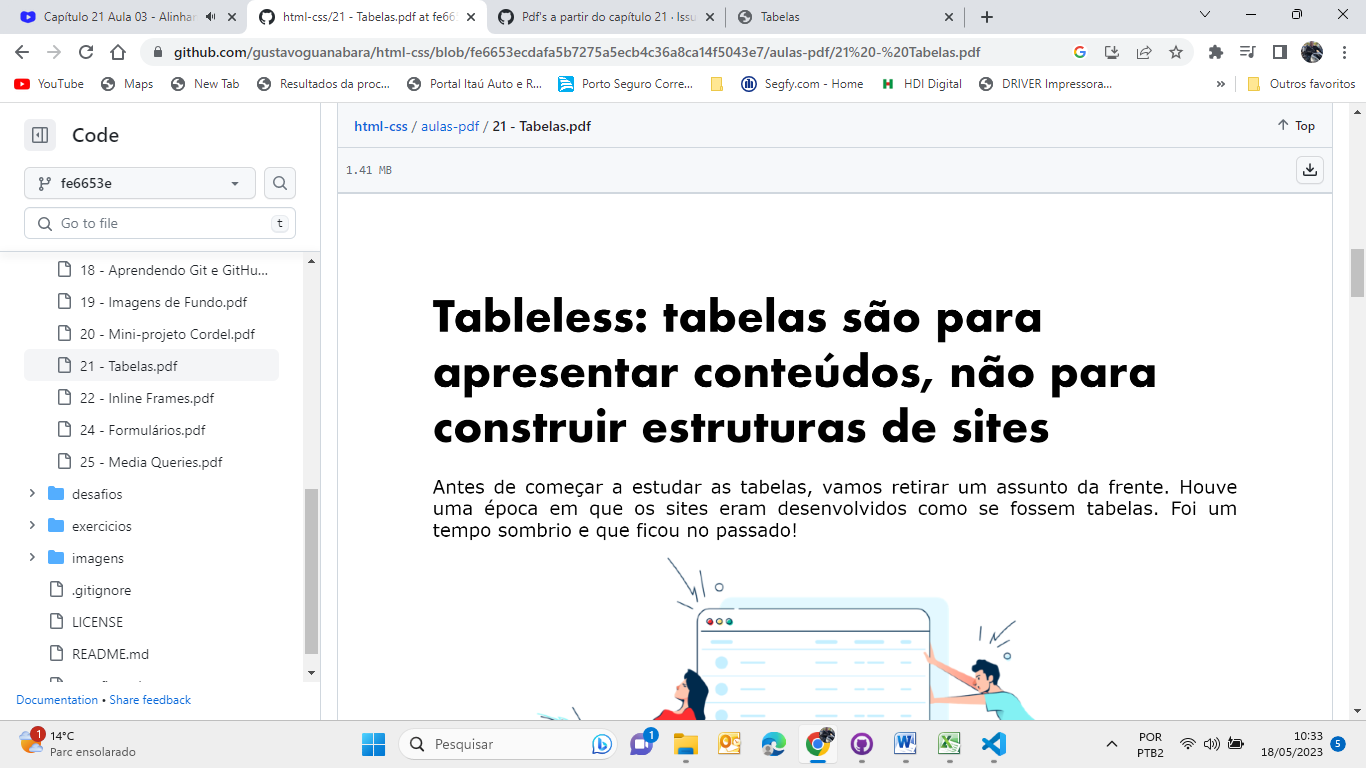 Capítulo 21 Aula 03 - Alinhar
html-css/21 - Tabelas.pdf at fe665
Pdf's a partir do capítulo 21 · Issu
Tabelas
github.com/gustavoguanabara/html-css/blob/fe6653ecdafa5b7275a5ecb4c36a8ca14f5043e7/aulas-pdf/21%20-%20Tabelas.pdf
YouTube
Maps
New Tab
Resultados da proc...
Portal Itaú Auto e R...
Porto Seguro Corre...
Segfy.com - Home
HDI Digital
DRIVER Impressora...
»
Outros favoritos
Code
html-css / aulas-pdf / 21 - Tabelas.pdf
Top
1.41 MB
fe6653e
Go to file
t
18 - Aprendendo Git e GitHu...
19 - Imagens de Fundo.pdf
20 - Mini-projeto Cordel.pdf
21 - Tabelas.pdf
22 - Inline Frames.pdf
24 - Formulários.pdf
25 - Media Queries.pdf
desafios
exercicios
imagens
.gitignore
LICENSE
README.md
Documentation • Share feedback
Tableless: tabelas são para
apresentar conteúdos, não para
construir estruturas de sites
Antes de começar a estudar as tabelas, vamos retirar um assunto da frente. Houve
uma época em que os sites eram desenvolvidos como se fossem tabelas. Foi um
tempo sombrio e que ficou no passado!
1
14°C
Parc ensolarado
Pesquisar
1
POR
PTB2
10:33
18/05/2023
5